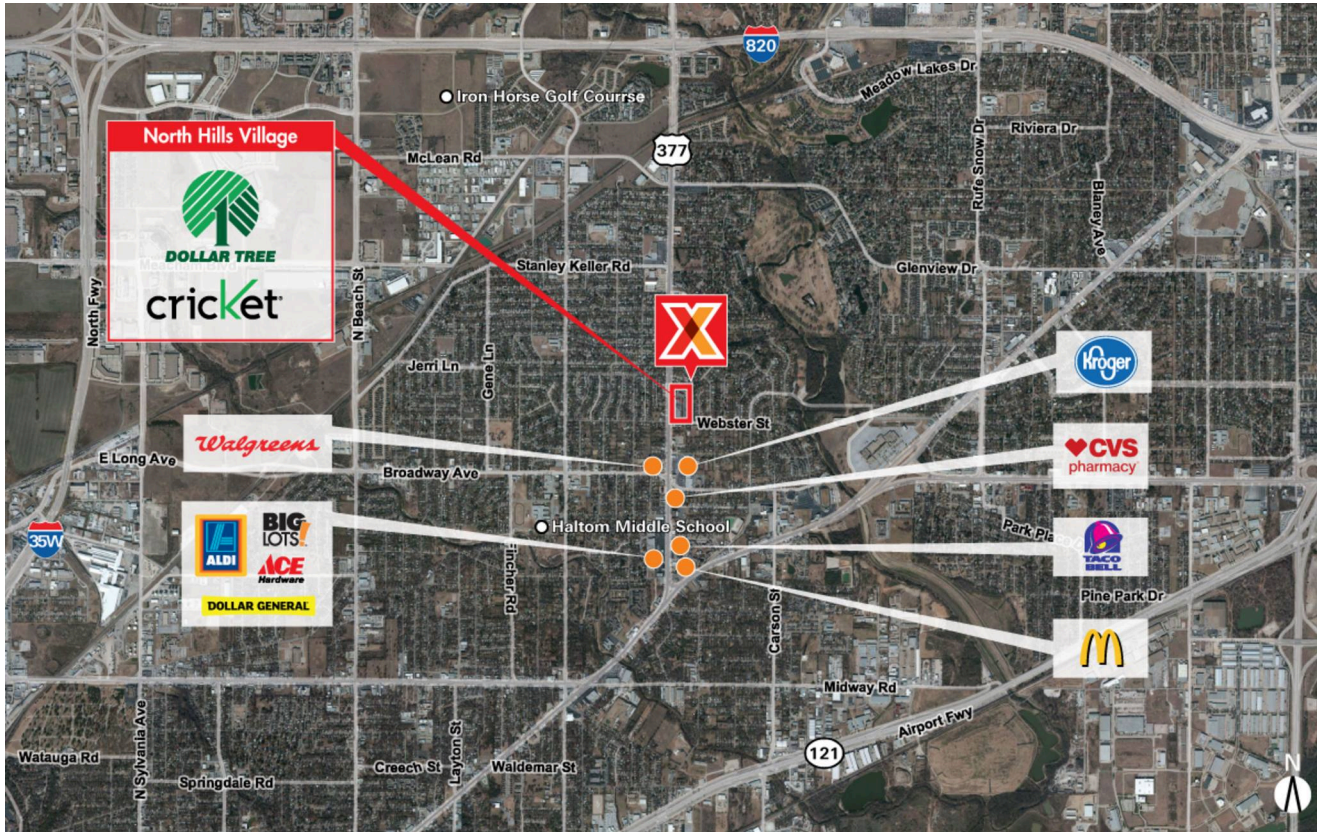 820
Meadow Lakes Dr
Iron Horse Golf Courrse
Riviera Dr
North Hills Village
377
McLean Rd
Rufe Snow Dr
Blaney Ave
DOLLAR TREE
Stanley Keller Rd
Glenview Dr
cricket
North Fwy
N Beach St
X
Jerri Ln
Gene Ln
Kroger
Webster St
Walgreens
E Long Ave
Broadway Ave
CVS
pharmacy
35W
ALDI
BIG
LOTS!
ACE
Hardware
DOLLAR GENERAL
Haltom Middle School
Park Place
TACO
BELL
Fincher Rd
Carson St
Pine Park Dr
M
Midway Rd
Airport Fwy
121
Watauga Rd
N Sylvania Ave
Springdale Rd
Creech St
Layton St
Waldemar St
N